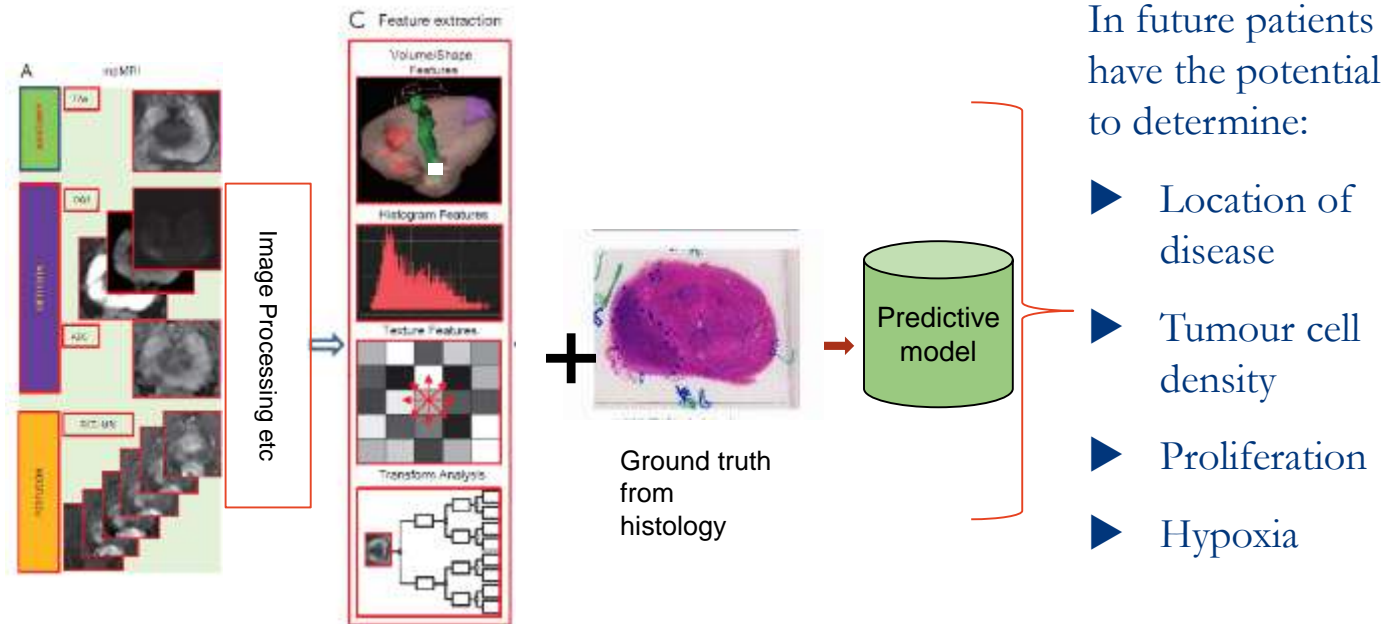 A
mpMRI
T2w
DWI
ADC
DCE-MRI
Image Processing etc
C Feature extraction
Volume/Shape
Features
Histogram Features
Texture Features
Transform Analysis
+
Ground truth
from
histology
Predictive
model
In future patients
have the potential
to determine:
Location of
disease
Tumour cell
density
Proliferation
Hypoxia